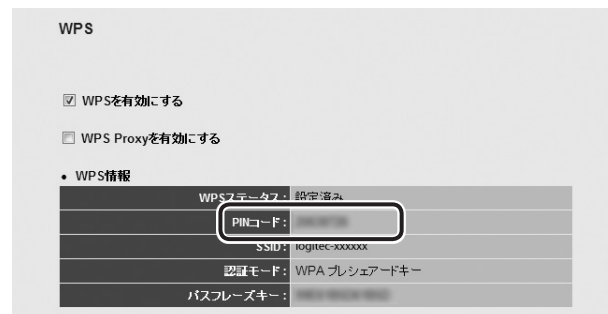 WPS
WPSを有効にする
WPS Proxyを有効にする
• WPS情報
WPSステータス： 設定済み
PINコード：
SSID： logitec-xxxxxx
認証モード： WPA プレシェアードキー
パスフレーズキー：